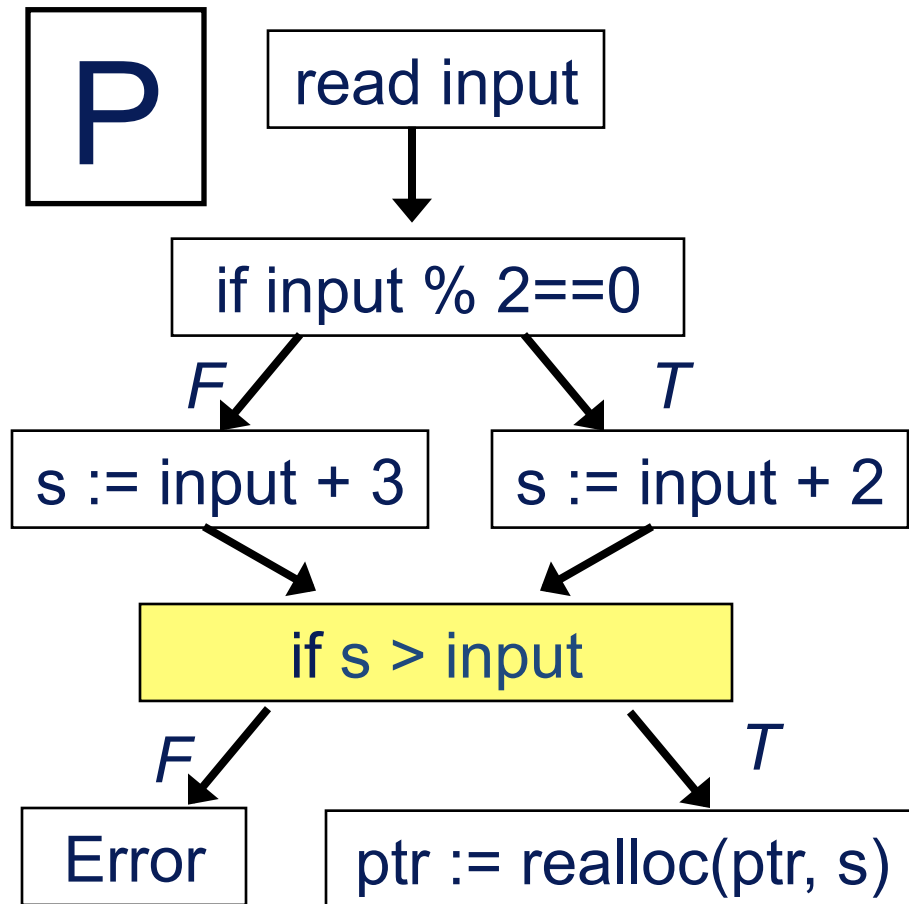 P
read input
if input % 2==0
F
T
s := input + 3
s := input + 2
if s > input
F
T
Error
ptr := realloc(ptr, s)